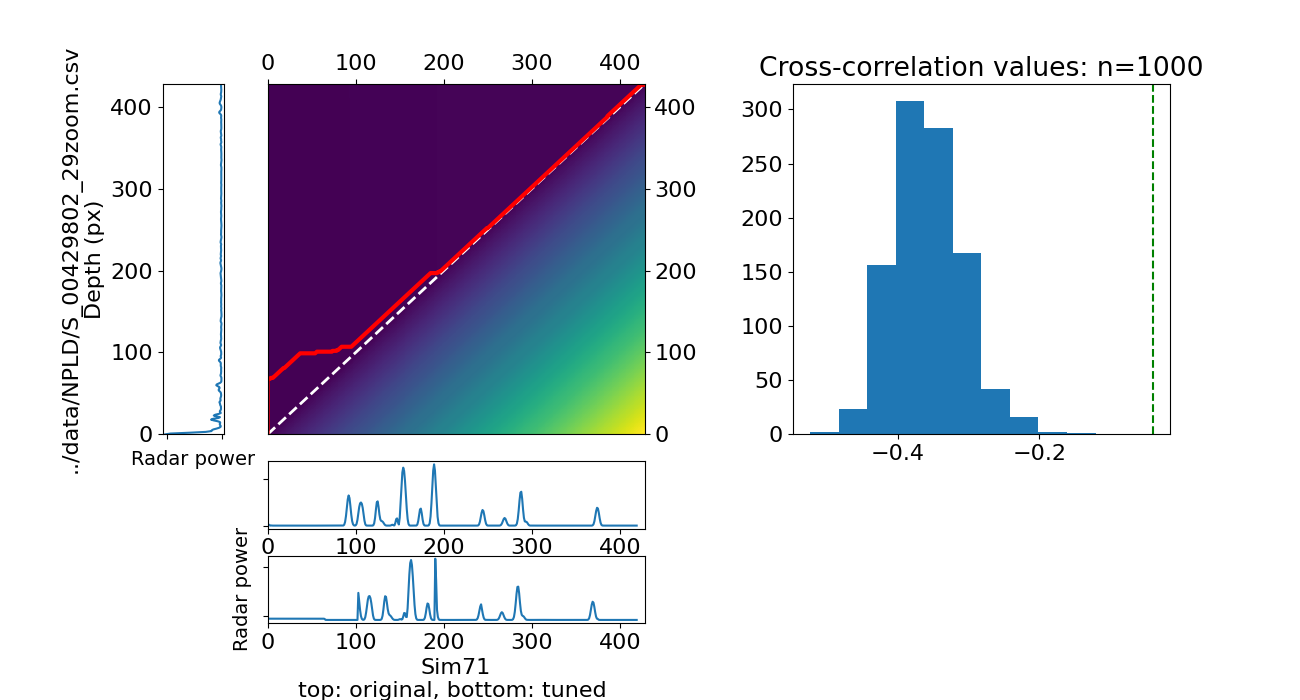 0 100 200 300 400
Cross-correlation values: n=1000
../data/NPLD/S_00429802_29zoom.csv
Depth (px)
400
300
200
100
0
400
300
200
100
0
300
250
200
150
100
50
0
−0.4 −0.2
Radar power
0 100 200 300 400
Radar power
0 100 200 300 400
Sim71
top: original, bottom: tuned